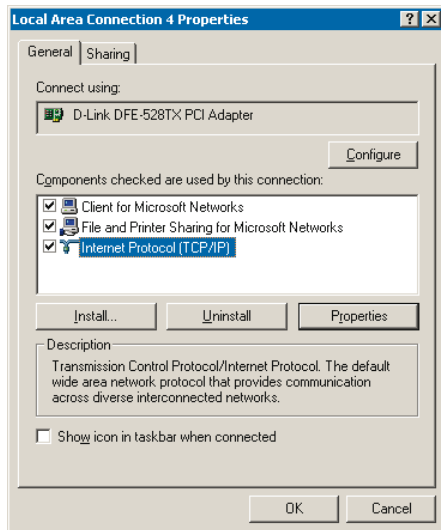 Local Area Connection 4 Properties
General
Sharing
Connect using:
D-Link DFE-528TX PCI Adapter
Configure
Components checked are used by this connection:
Client for Microsoft Networks
File and Printer Sharing for Microsoft Networks
Internet Protocol (TCP/IP)
Install...
Uninstall
Properties
Description
Transmission Control Protocol/Internet Protocol. The default
wide area network protocol that provides communication
across diverse interconnected networks.
Show icon in taskbar when connected
OK
Cancel